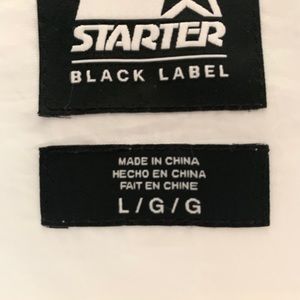 STARTER
BLACK LABEL
MADE IN CHINA
HECHO EN CHINA
FAIT EN CHINE
L/G/G